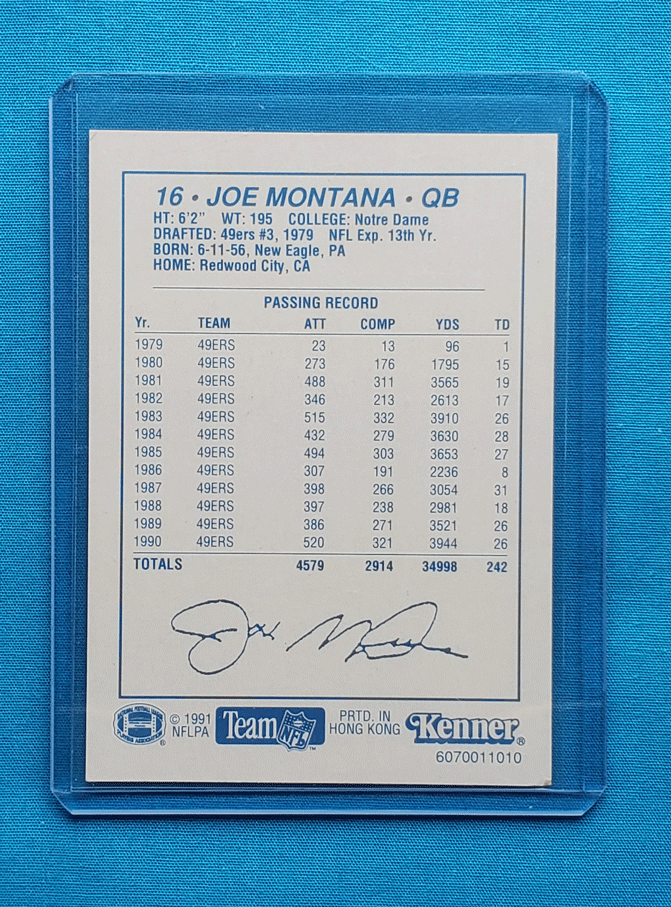 16 • JOE MONTANA • QB
HT: 6'2" WT: 195 COLLEGE: Notre Dame
DRAFTED: 49ers #3, 1979 NFL Exp. 13th Yr.
BORN: 6-11-56, New Eagle, PA
HOME: Redwood City, CA
PASSING RECORD
Yr. TEAM ATT COMP YDS TD
1979 49ERS 23 13 96 1
1980 49ERS 273 176 1795 15
1981 49ERS 488 311 3565 19
1982 49ERS 346 213 2613 17
1983 49ERS 515 332 3910 26
1984 49ERS 432 279 3630 28
1985 49ERS 494 303 3653 27
1986 49ERS 307 191 2236 8
1987 49ERS 398 266 3054 31
1988 49ERS 397 238 2981 18
1989 49ERS 386 271 3521 26
1990 49ERS 520 321 3944 26
TOTALS 4579 2914 34998 242
Joe Montana
© 1991 NFLPA
Team NFL ™
PRTD. IN HONG KONG
Kenner ®
6070011010